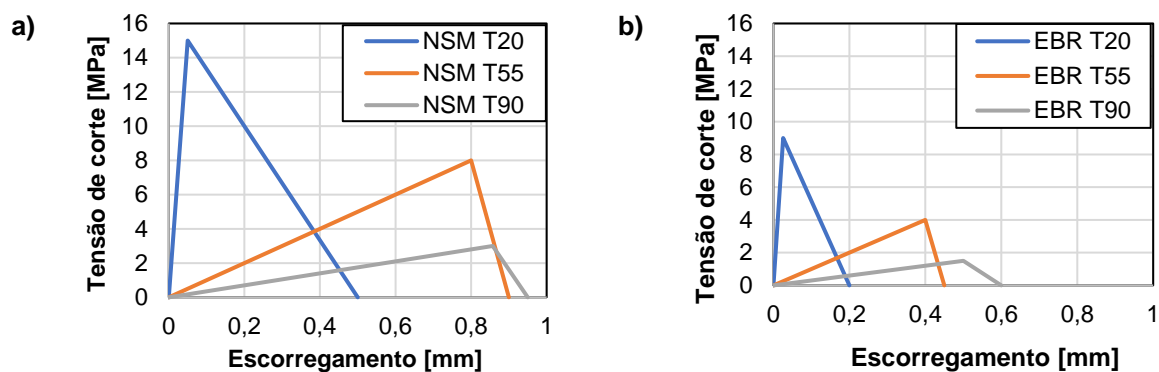 a)
Tensão de corte [MPa]
16
14
12
10
8
6
4
2
0
NSM T20
NSM T55
NSM T90
0
0,2
0,4
0,6
0,8
1
Escorregamento [mm]
b)
Tensão de corte [MPa]
16
14
12
10
8
6
4
2
0
EBR T20
EBR T55
EBR T90
0
0,2
0,4
0,6
0,8
1
Escorregamento [mm]